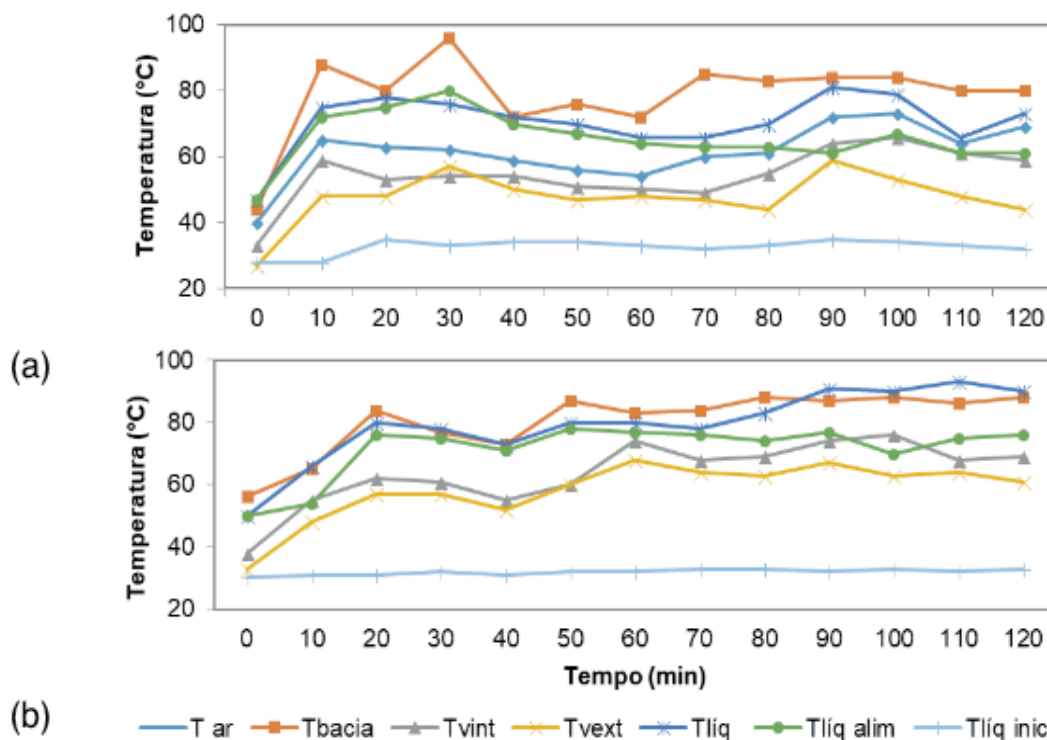 100
80
60
40
20
Temperatura (°C)
0 10 20 30 40 50 60 70 80 90 100 110 120
(a)
100
80
60
40
20
Temperatura (°C)
0 10 20 30 40 50 60 70 80 90 100 110 120
Tempo (min)
(b)
T ar Tbacia Tvint Tvext Tlíq Tlíq alim Tlíq inic